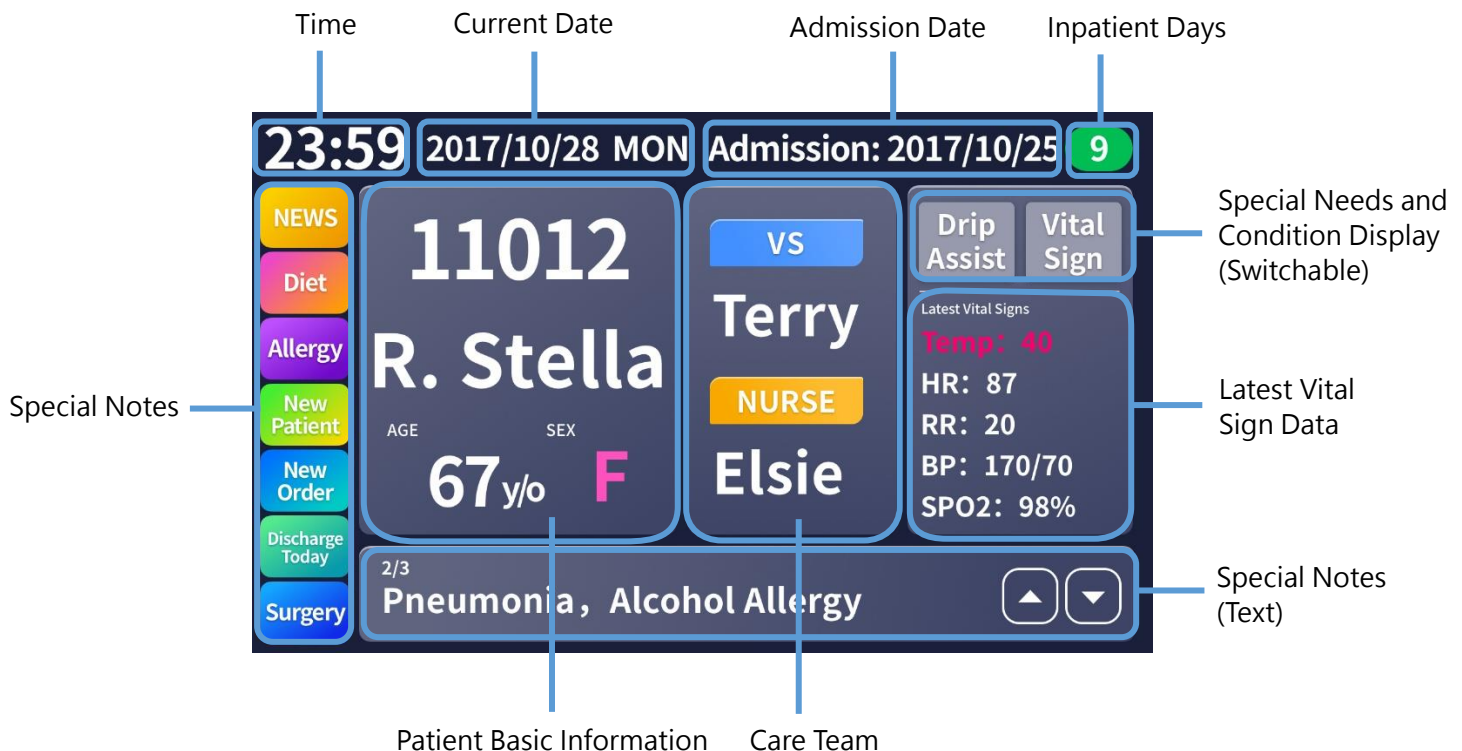 Time
Current Date
Admission Date
Inpatient Days
23:59
2017/10/28 MON
Admission: 2017/10/25
9
NEWS
Diet
Allergy
New
Patient
New
Order
Discharge
Today
Surgery
11012
R. Stella
AGE
SEX
67y/o
F
VS
Terry
NURSE
Elsie
Drip
Assist
Vital
Sign
Latest Vital Signs
Temp: 40
HR: 87
RR: 20
BP: 170/70
SPO2: 98%
2/3
Pneumonia, Alcohol Allergy
Special Notes
Special Needs and
Condition Display
(Switchable)
Latest Vital
Sign Data
Special Notes
(Text)
Patient Basic Information
Care Team